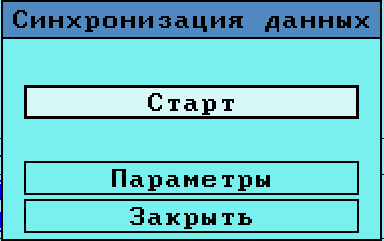 Синхронизация данных
Старт
Параметры
Закрыть